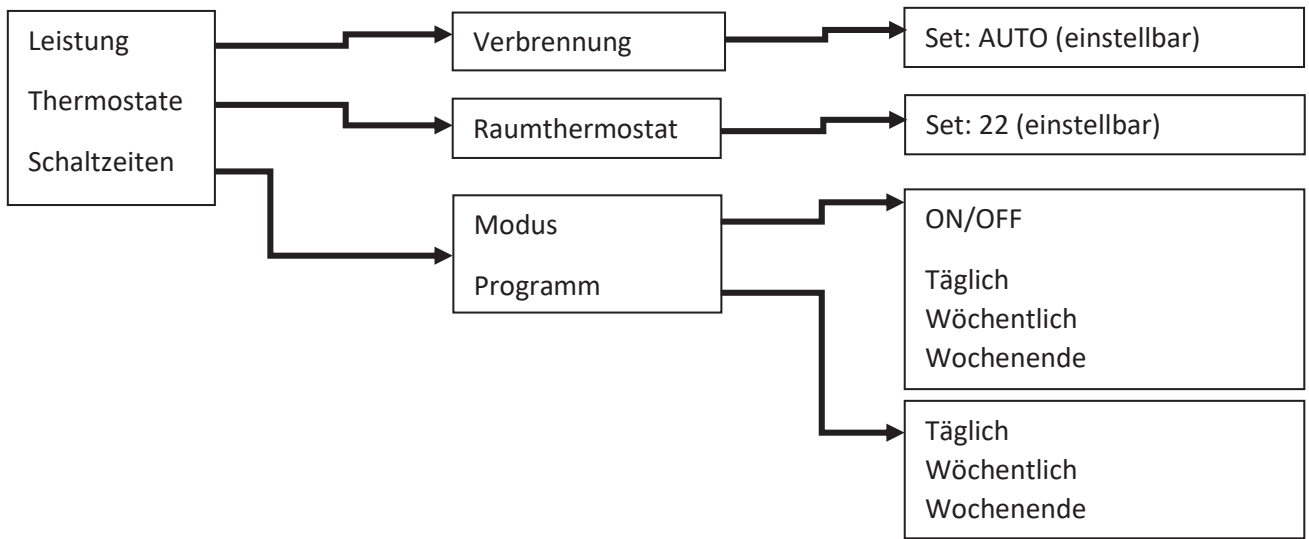 Leistung
Thermostate
Schaltzeiten
Verbrennung
Raumthermostat
Modus
Programm
Set: AUTO (einstellbar)
Set: 22 (einstellbar)
ON/OFF
Täglich
Wöchentlich
Wochenende
Täglich
Wöchentlich
Wochenende